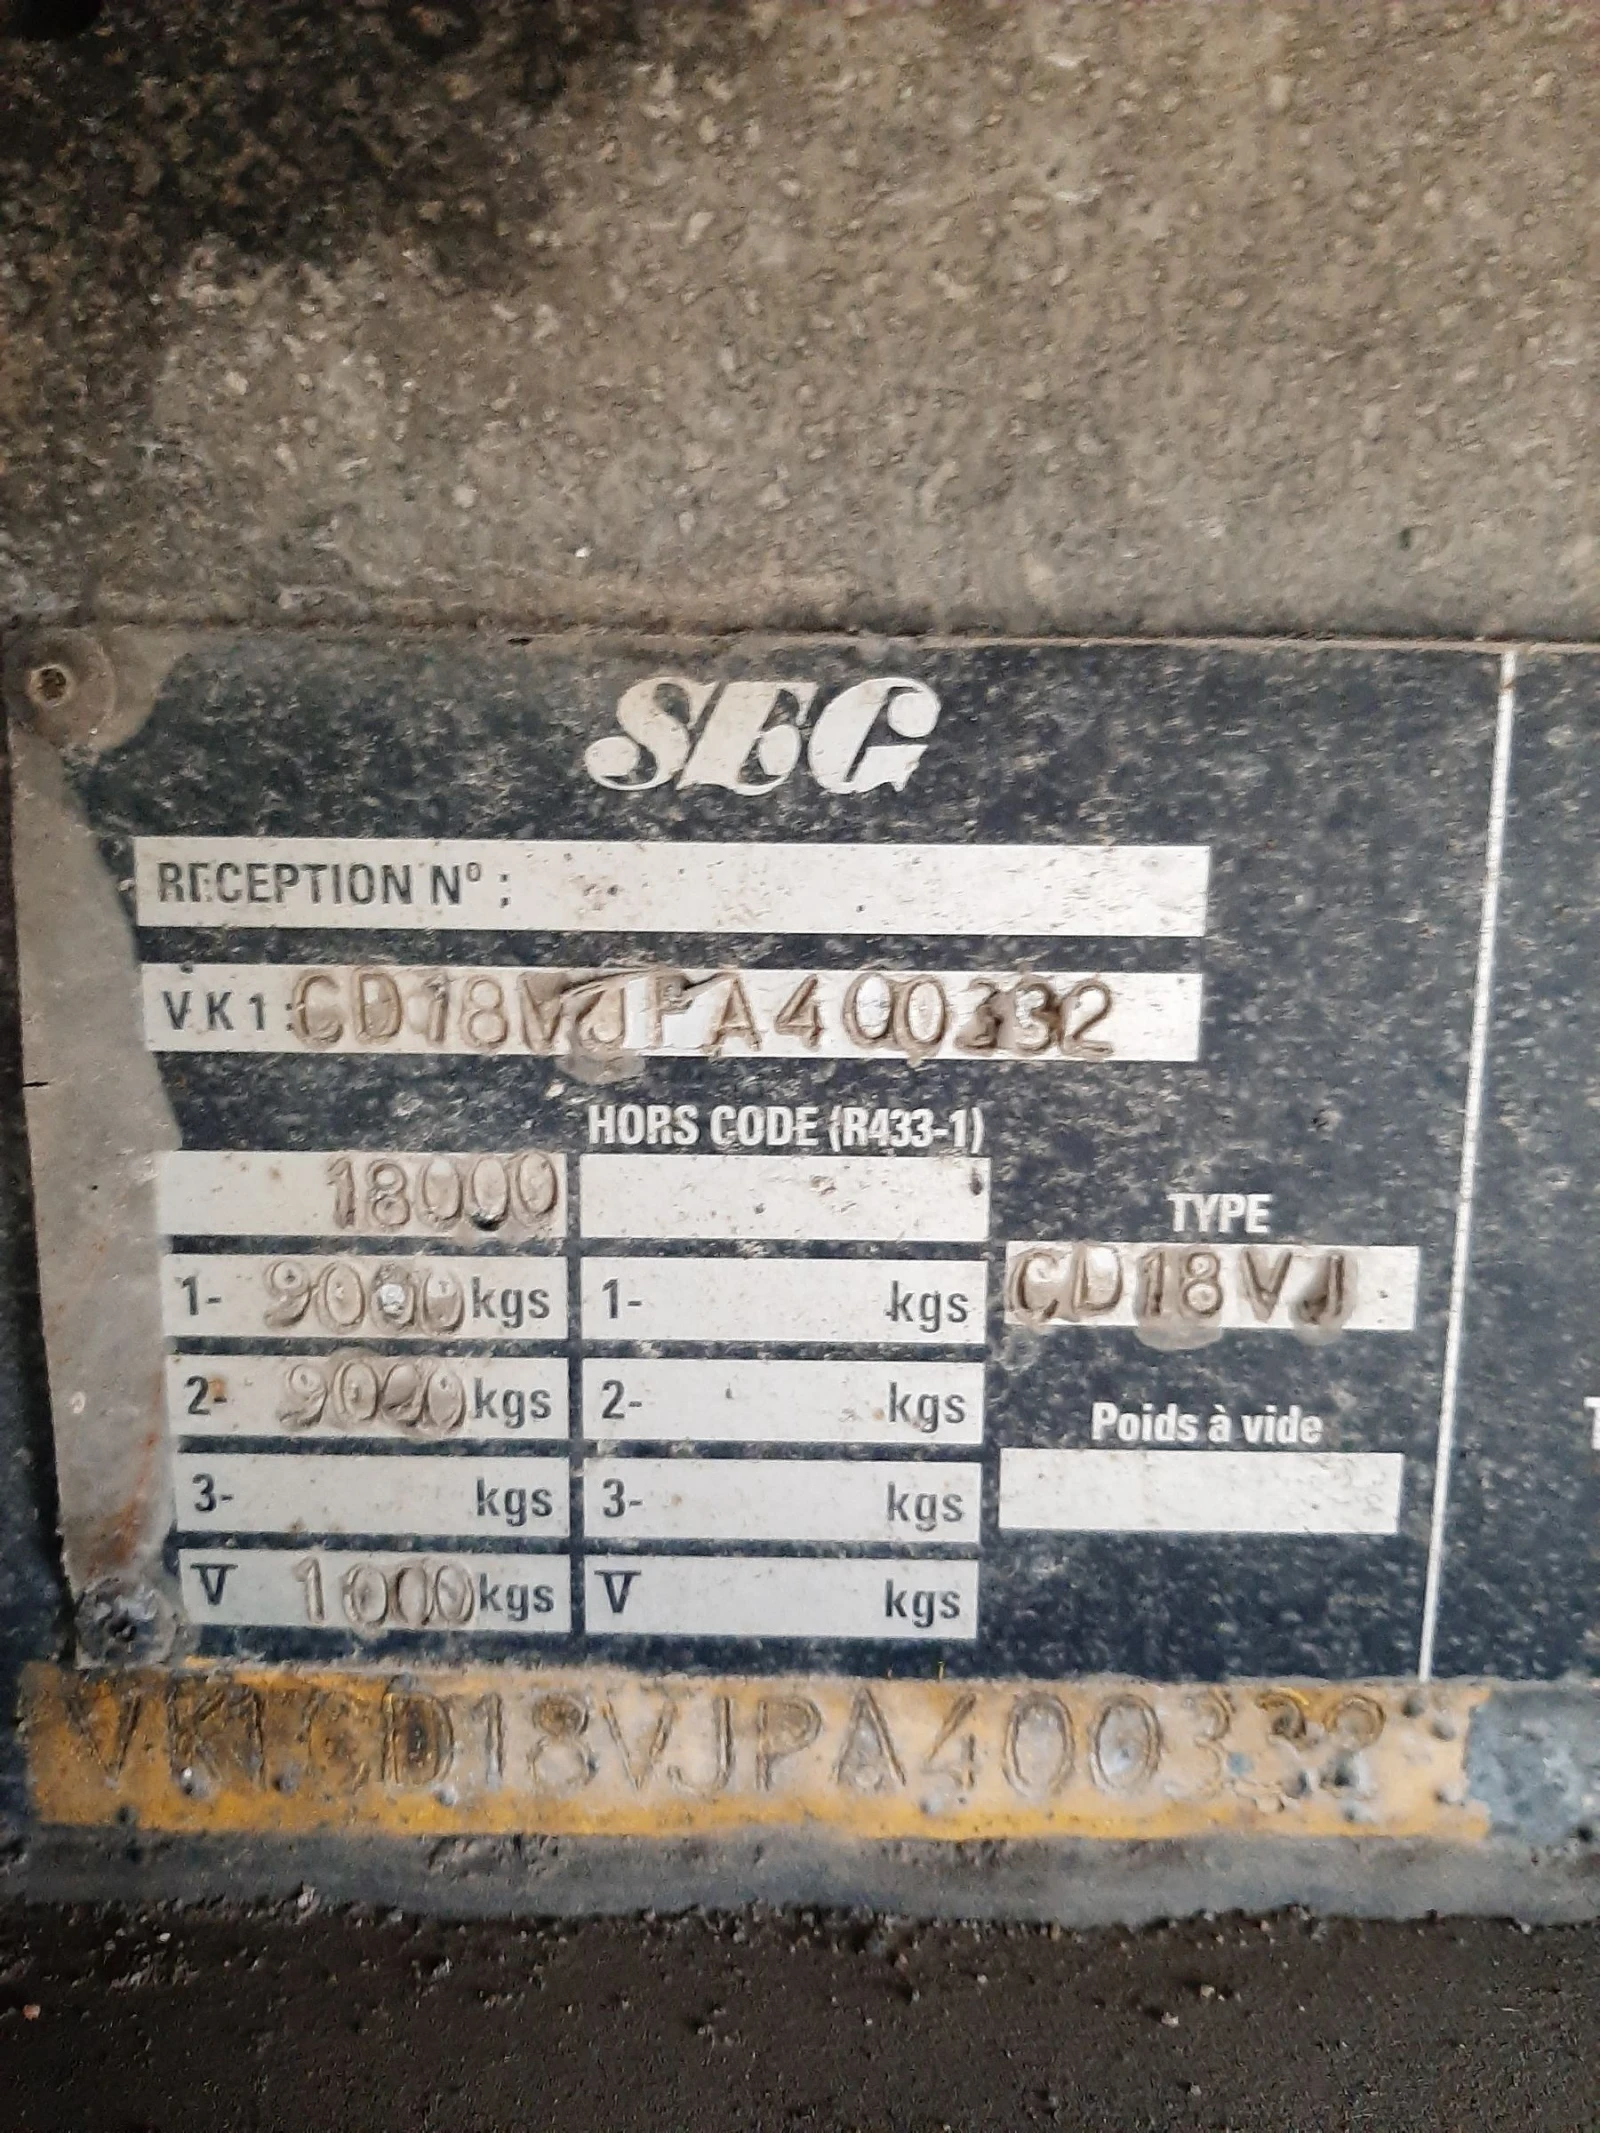 SEG
RECEPTION N° :
VK1: CD18VJPA400332
HORS CODE (R433-1)
18000
TYPE
1- 9000 kgs 1- kgs CD18VJ
2- 9000 kgs 2- kgs
Poids à vide
3- kgs 3- kgs
V 1000 kgs V kgs
VK1CD18VJPA400332